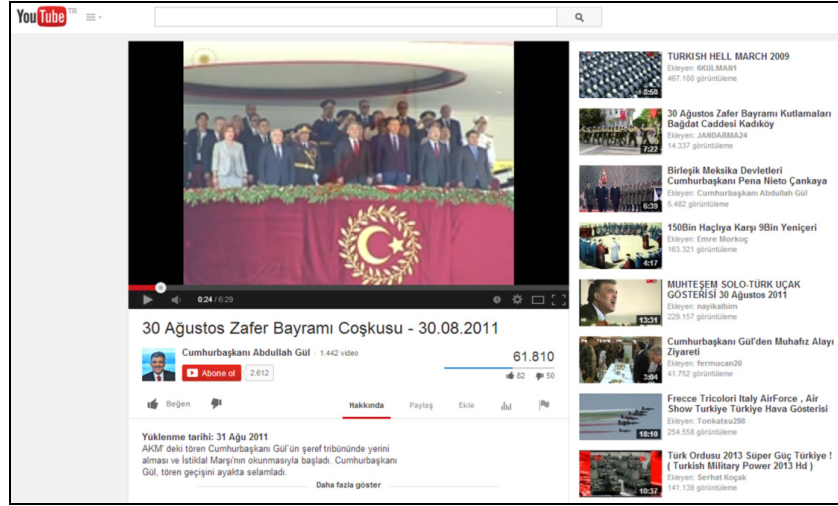 YouTube TR
TURKISH HELL MARCH 2009
Ekleyen: 6KULMAN1
467.100 görüntüleme
8:50
30 Ağustos Zafer Bayramı Kutlamaları
Bağdat Caddesi Kadıköy
Ekleyen: JANDARMA24
14.337 görüntüleme
7:22
Birleşik Meksika Devletleri
Cumhurbaşkanı Pena Nieto Çankaya
Ekleyen: Cumhurbaşkanı Abdullah Gül
5.482 görüntüleme
6:39
150Bin Haçlıya Karşı 9Bin Yeniçeri
Ekleyen: Emre Morkoç
163.321 görüntüleme
4:17
MUHTEŞEM SOLO-TÜRK UÇAK
GÖSTERİSİ 30 Ağustos 2011
Ekleyen: nayikalbim
229.157 görüntüleme
13:31
Cumhurbaşkanı Gül'den Muhafız Alayı
Ziyareti
Ekleyen: fermucan20
41.752 görüntüleme
3:04
Frecce Tricolori Italy AirForce , Air
Show Turkiye Türkiye Hava Gösterisi
Ekleyen: Tonkatsu298
254.558 görüntüleme
18:10
Türk Ordusu 2013 Süper Güç Türkiye !
( Turkish Military Power 2013 Hd )
Ekleyen: Serhat Koçak
141.139 görüntüleme
10:37
0:24 / 6:29
30 Ağustos Zafer Bayramı Coşkusu - 30.08.2011
Cumhurbaşkanı Abdullah Gül · 1.442 video
Abone ol 2.612
61.810
82 50
Beğen
Hakkında Paylaş Ekle
Yüklenme tarihi: 31 Ağu 2011
AKM' deki tören Cumhurbaşkanı Gül'ün şeref tribününde yerini
alması ve İstiklal Marşı'nın okunmasıyla başladı. Cumhurbaşkanı
Gül, tören geçişini ayakta selamladı.
Daha fazla göster